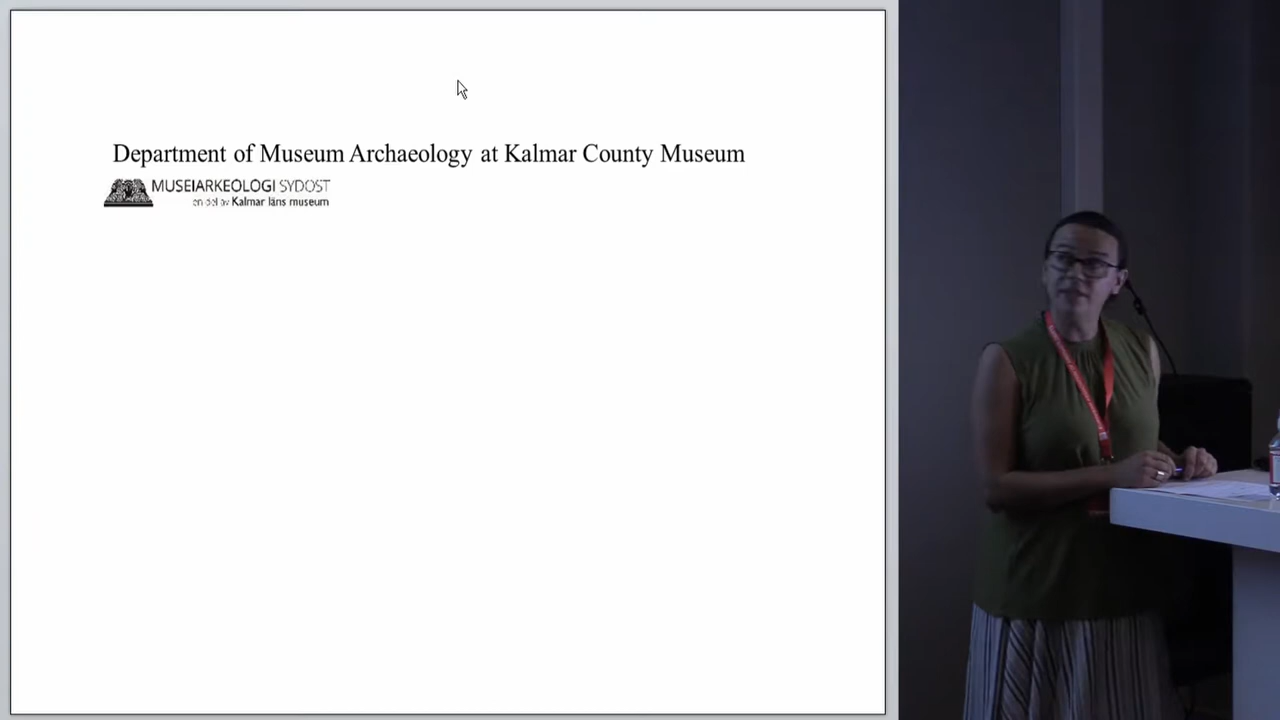 Department of Museum Archaeology at Kalmar County Museum
MUSEIARKEOLOGI SYDOST
en del av Kalmar läns museum